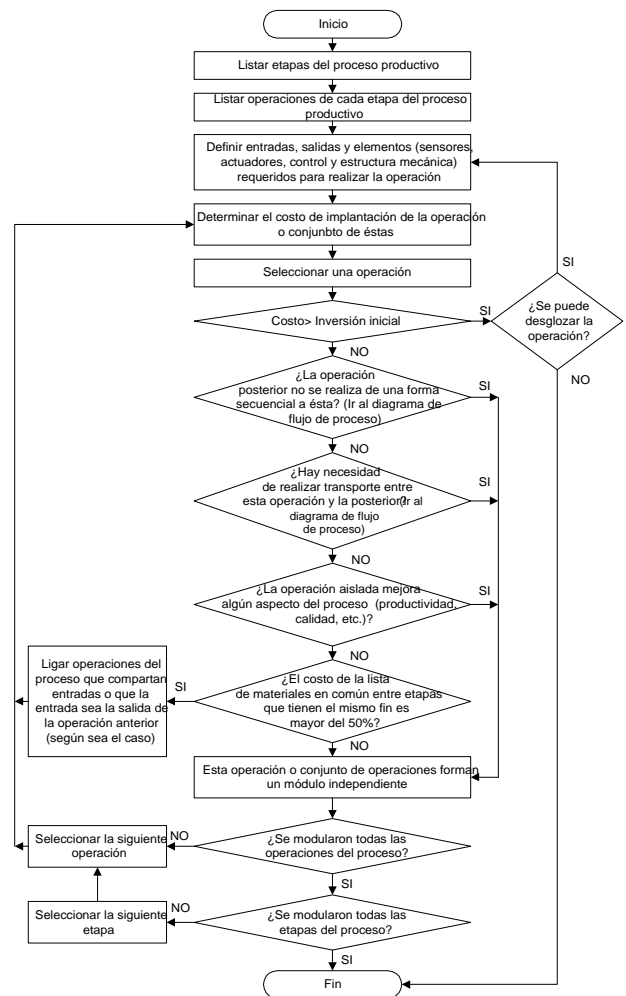 Inicio
Listar etapas del proceso productivo
Listar operaciones de cada etapa del proceso
productivo
Definir entradas, salidas y elementos (sensores,
actuadores, control y estructura mecánica)
requeridos para realizar la operación
Determinar el costo de implantación de la operación
o conjunbto de éstas
Seleccionar una operación
Costo> Inversión inicial
SI
¿Se puede
desglozar la
operación?
SI
NO
NO
¿La operación
posterior no se realiza de una forma
secuencial a ésta? (Ir al diagrama de
flujo de proceso)
SI
NO
¿Hay necesidad
de realizar transporte entre
esta operación y la posterior?(Ir al
diagrama de flujo
de proceso)
SI
NO
¿La operación aislada mejora
algún aspecto del proceso (productividad,
calidad, etc.)?
SI
NO
¿El costo de la lista
de materiales en común entre etapas
que tienen el mismo fin es
mayor del 50%?
SI
Ligar operaciones del
proceso que compartan
entradas o que la
entrada sea la salida de
la operación anterior
(según sea el caso)
NO
Esta operación o conjunto de operaciones forman
un módulo independiente
¿Se modularon todas las
operaciones del proceso?
NO
Seleccionar la siguiente
operación
SI
¿Se modularon todas las
etapas del proceso?
NO
Seleccionar la siguiente
etapa
SI
Fin